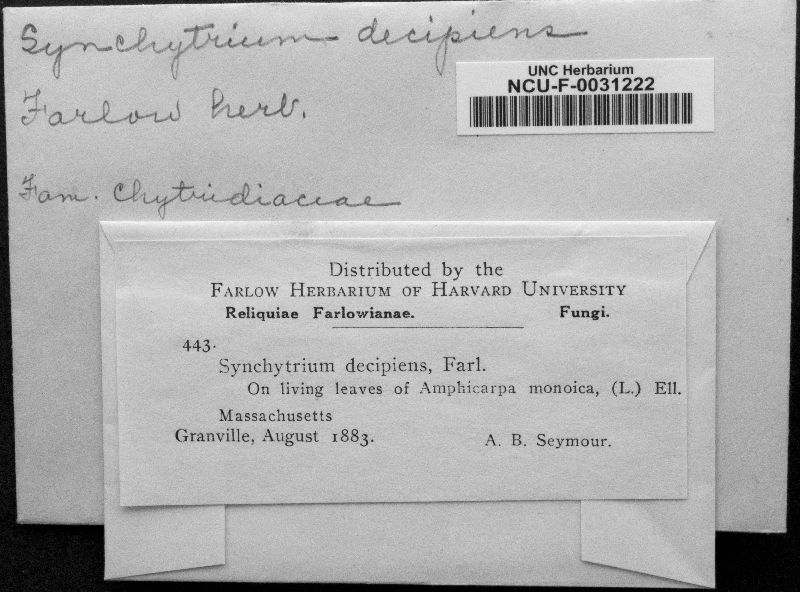 Synchytrium decipiens
Farlow herb.
Fam. Chytridiaceae
UNC Herbarium
NCU-F-0031222
Distributed by the
FARLOW HERBARIUM OF HARVARD UNIVERSITY
Reliquiae Farlowianae. Fungi.
443.
Synchytrium decipiens, Farl.
On living leaves of Amphicarpa monoica, (L.) Ell.
Massachusetts
Granville, August 1883. A. B. Seymour.